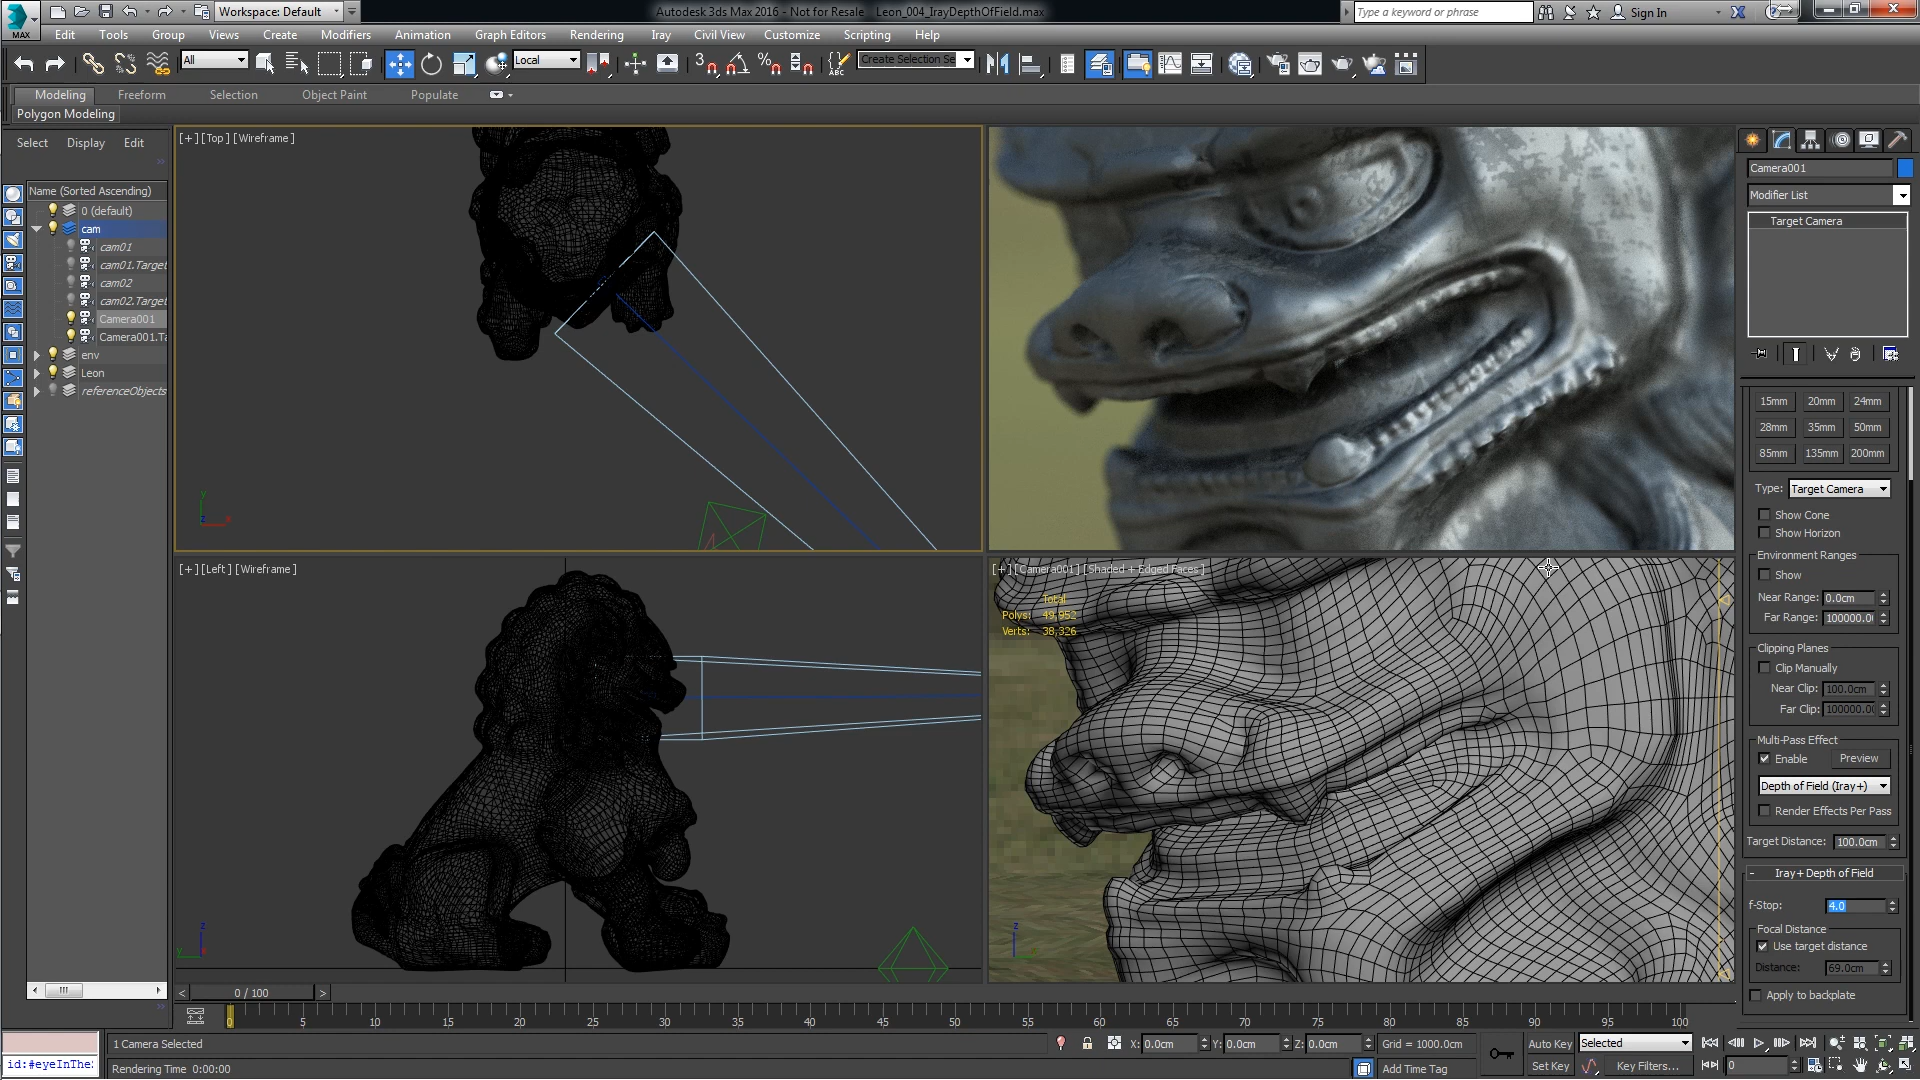 Workspace: Default
Autodesk 3ds Max 2016 - Not for Resale Leon_004_IrayDepthOfField.max
Type a keyword or phrase
Sign In
MAX
Edit Tools Group Views Create Modifiers Animation Graph Editors Rendering Iray Civil View Customize Scripting Help
All
Local
3
ABC
Create Selection Se
Modeling Freeform Selection Object Paint Populate
Polygon Modeling
Select Display Edit
Name (Sorted Ascending)
0 (default)
cam
cam01
cam01.Target
cam02
cam02.Target
Camera001
Camera001.Ta
env
Leon
referenceObjects
[+] [Top] [Wireframe]
[+] [Left] [Wireframe]
[+] [Camera001] [Shaded + Edged Faces]
Total
Polys: 49,952
Verts: 38,326
Camera001
Modifier List
Target Camera
15mm 20mm 24mm
28mm 35mm 50mm
85mm 135mm 200mm
Type: Target Camera
Show Cone
Show Horizon
Environment Ranges
Show
Near Range: 0.0cm
Far Range: 100000.0
Clipping Planes
Clip Manually
Near Clip: 100.0cm
Far Clip: 100000.0
Multi-Pass Effect
Enable Preview
Depth of Field (Iray+)
Render Effects Per Pass
Target Distance: 100.0cm
- Iray+ Depth of Field
f-Stop: 4.0
Focal Distance
Use target distance
Distance: 69.0cm
Apply to backplate
< 0 / 100 >
0 5 10 15 20 25 30 35 40 45 50 55 60 65 70 75 80 85 90 95 100
1 Camera Selected
X: 0.0cm Y: 0.0cm Z: 0.0cm Grid = 1000.0cm
Auto Key Selected
id:#eyeInThe
Rendering Time 0:00:00
Add Time Tag
Set Key Key Filters...
0